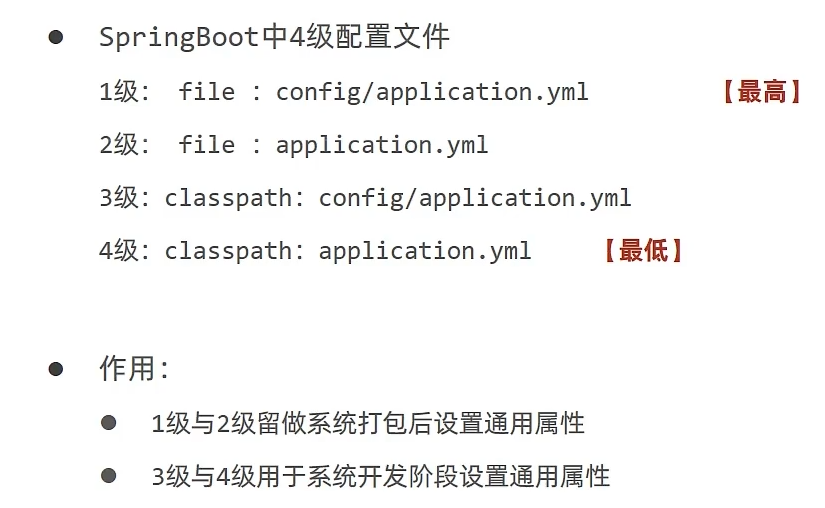 SpringBoot中4级配置文件
1级： file ：config/application.yml 【最高】
2级： file ：application.yml
3级：classpath：config/application.yml
4级：classpath：application.yml 【最低】
作用：
1级与2级留做系统打包后设置通用属性
3级与4级用于系统开发阶段设置通用属性